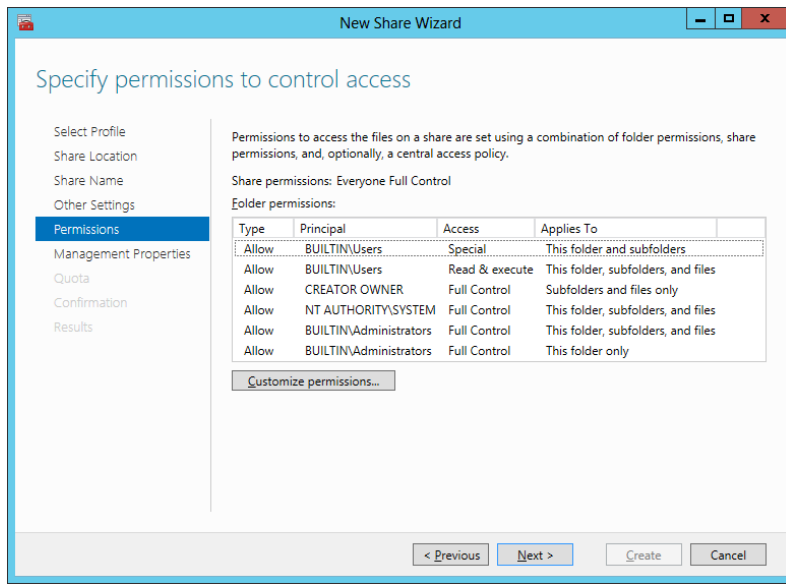 New Share Wizard
Specify permissions to control access
Select Profile
Share Location
Share Name
Other Settings
Permissions
Management Properties
Quota
Confirmation
Results
Permissions to access the files on a share are set using a combination of folder permissions, share
permissions, and, optionally, a central access policy.
Share permissions: Everyone Full Control
Folder permissions:
Type Principal Access Applies To
Allow BUILTIN\Users Special This folder and subfolders
Allow BUILTIN\Users Read & execute This folder, subfolders, and files
Allow CREATOR OWNER Full Control Subfolders and files only
Allow NT AUTHORITY\SYSTEM Full Control This folder, subfolders, and files
Allow BUILTIN\Administrators Full Control This folder, subfolders, and files
Allow BUILTIN\Administrators Full Control This folder only
Customize permissions...
< Previous Next > Create Cancel